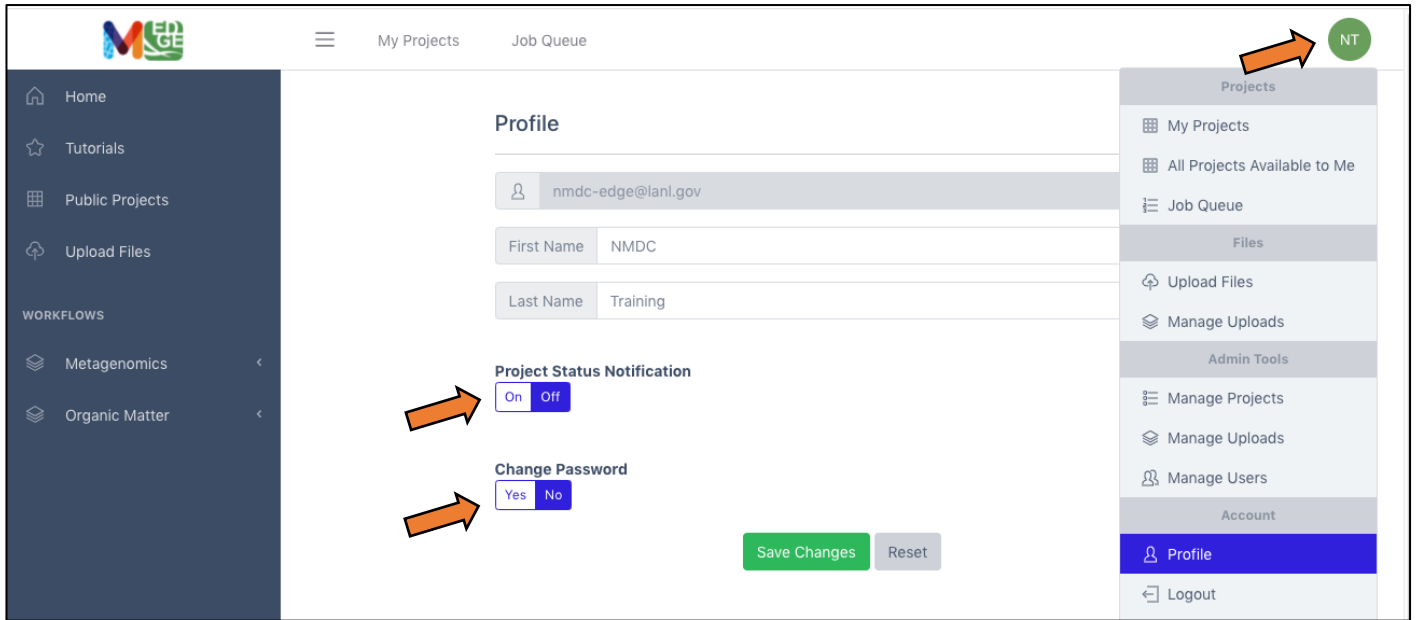 M EDGE
My Projects
Job Queue
NT
Home
Tutorials
Public Projects
Upload Files
WORKFLOWS
Metagenomics
Organic Matter
Profile
nmdc-edge@lanl.gov
First Name NMDC
Last Name Training
Project Status Notification
On Off
Change Password
Yes No
Save Changes Reset
Projects
My Projects
All Projects Available to Me
Job Queue
Files
Upload Files
Manage Uploads
Admin Tools
Manage Projects
Manage Uploads
Manage Users
Account
Profile
Logout